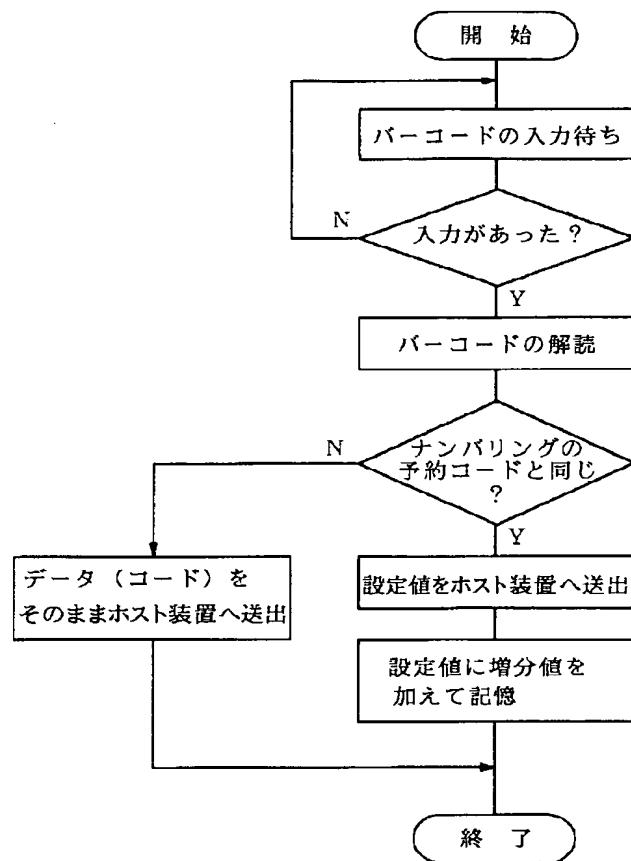 開 始
バーコードの入力待ち
N
入力があった?
Y
バーコードの解読
N
ナンバリングの
予約コードと同じ
?
Y
データ(コード)を
そのままホスト装置へ送出
設定値をホスト装置へ送出
設定値に増分値を
加えて記憶
終 了